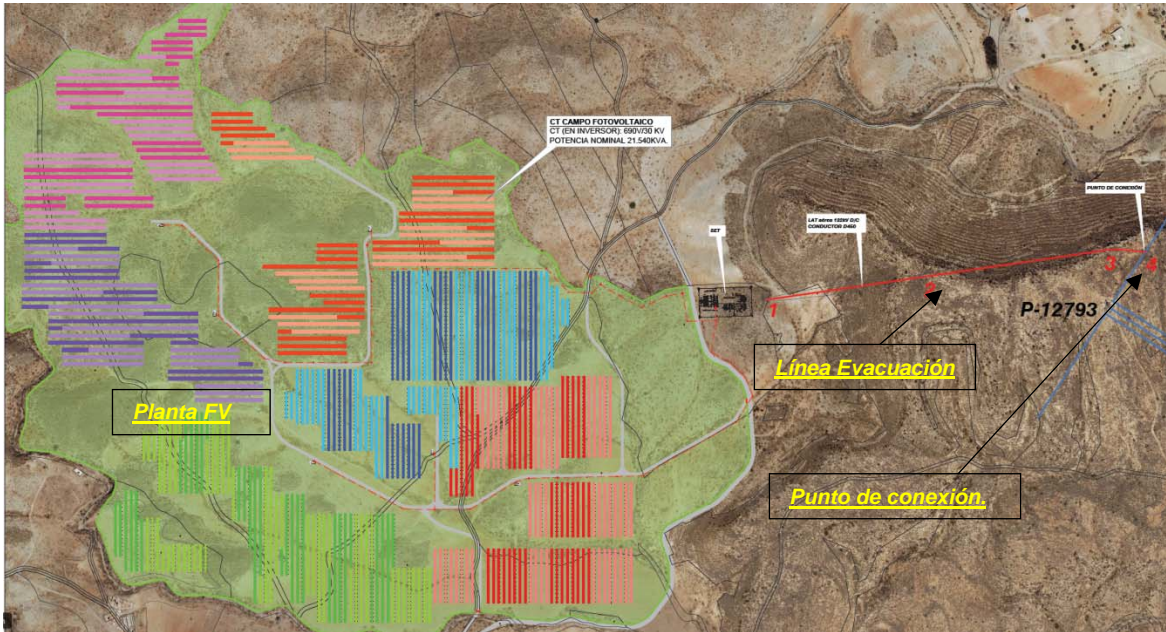 CT CAMPO FOTOVOLTAICO
CT (EN INVERSOR): 690V/30 KV
POTENCIA NOMINAL 21.540KVA.
PUNTO DE CONEXIÓN
LAT aérea 132kV D/C
CONDUCTOR D450
SET
1
2
3
4
P-12793
Línea Evacuación
Planta FV
Punto de conexión.